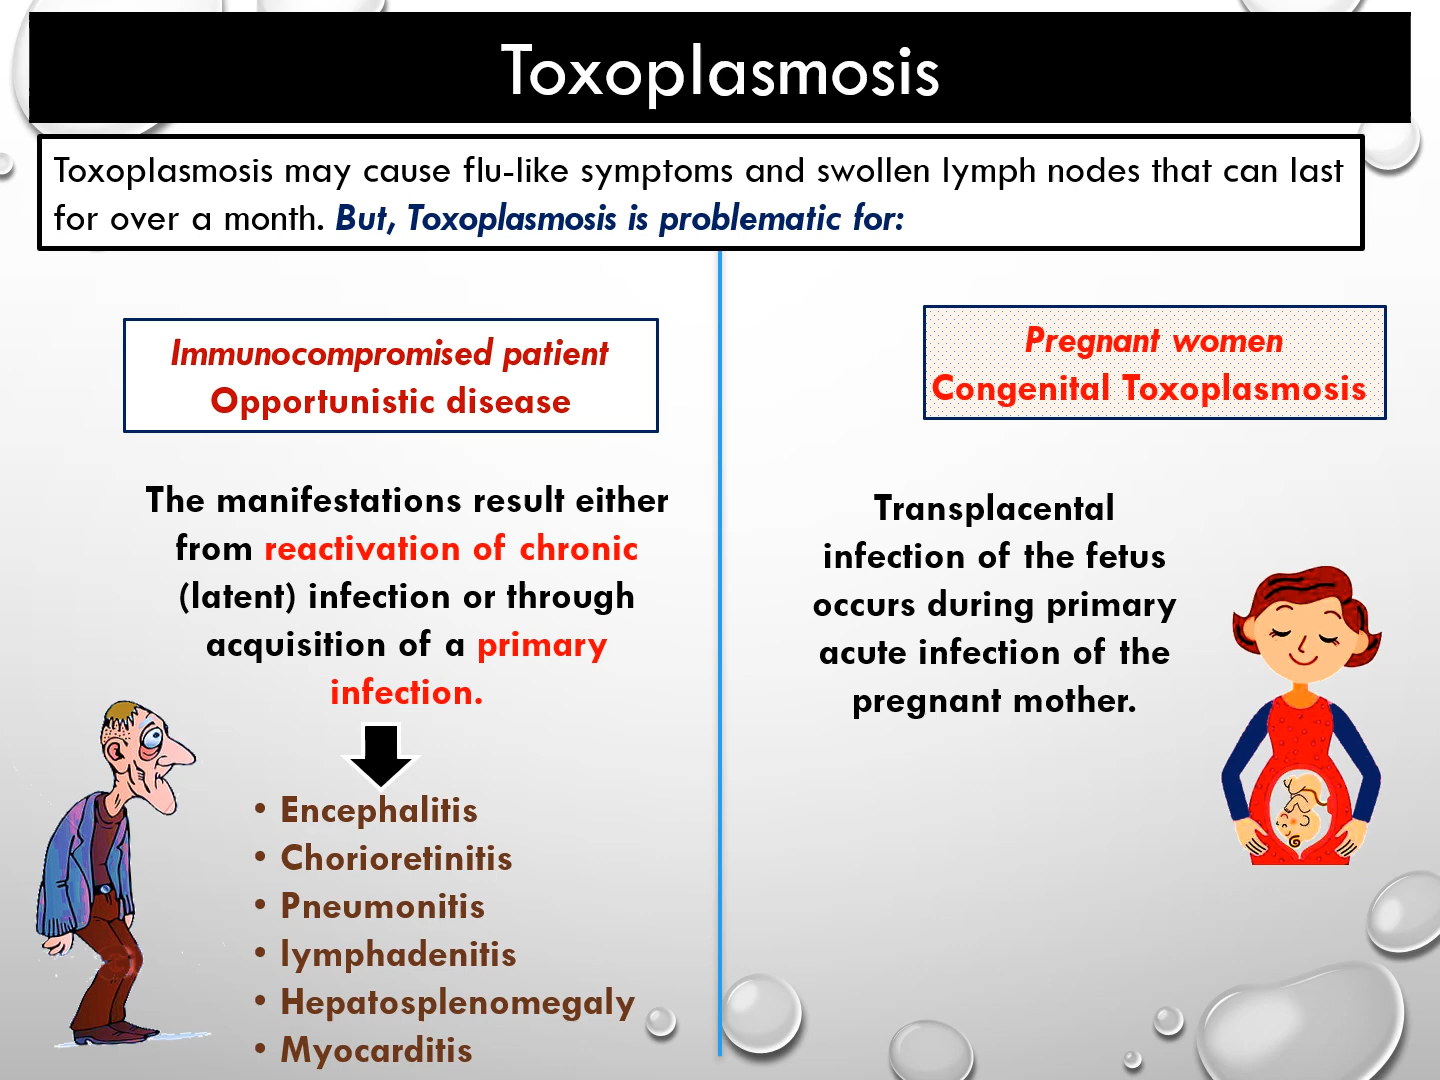 Toxoplasmosis
Toxoplasmosis may cause flu-like symptoms and swollen lymph nodes that can last
for over a month. But, Toxoplasmosis is problematic for:
Immunocompromised patient
Opportunistic disease
The manifestations result either
from reactivation of chronic
(latent) infection or through
acquisition of a primary
infection.
• Encephalitis
• Chorioretinitis
• Pneumonitis
• lymphadenitis
• Hepatosplenomegaly
• Myocarditis
Pregnant women
Congenital Toxoplasmosis
Transplacental
infection of the fetus
occurs during primary
acute infection of the
pregnant mother.